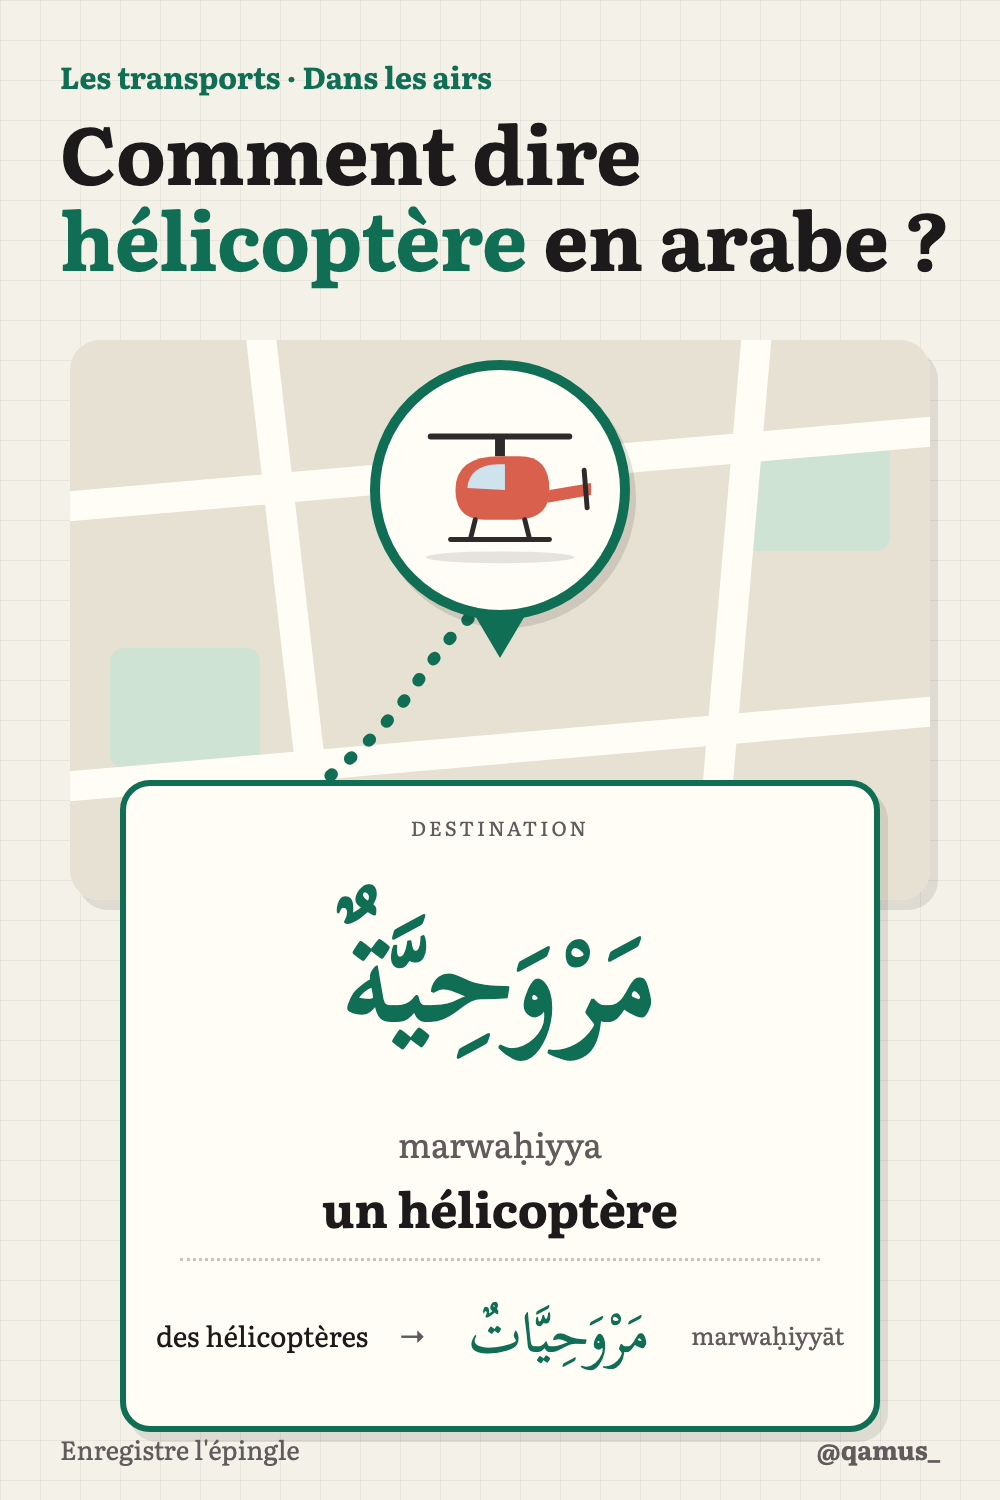 Les transports · Dans les airs
Comment dire
hélicoptère en arabe ?
DESTINATION
مَرْوَحِيَّةٌ
marwaḥiyya
un hélicoptère
des hélicoptères → مَرْوَحِيَّاتٌ marwaḥiyyāt
Enregistre l'épingle @qamus_